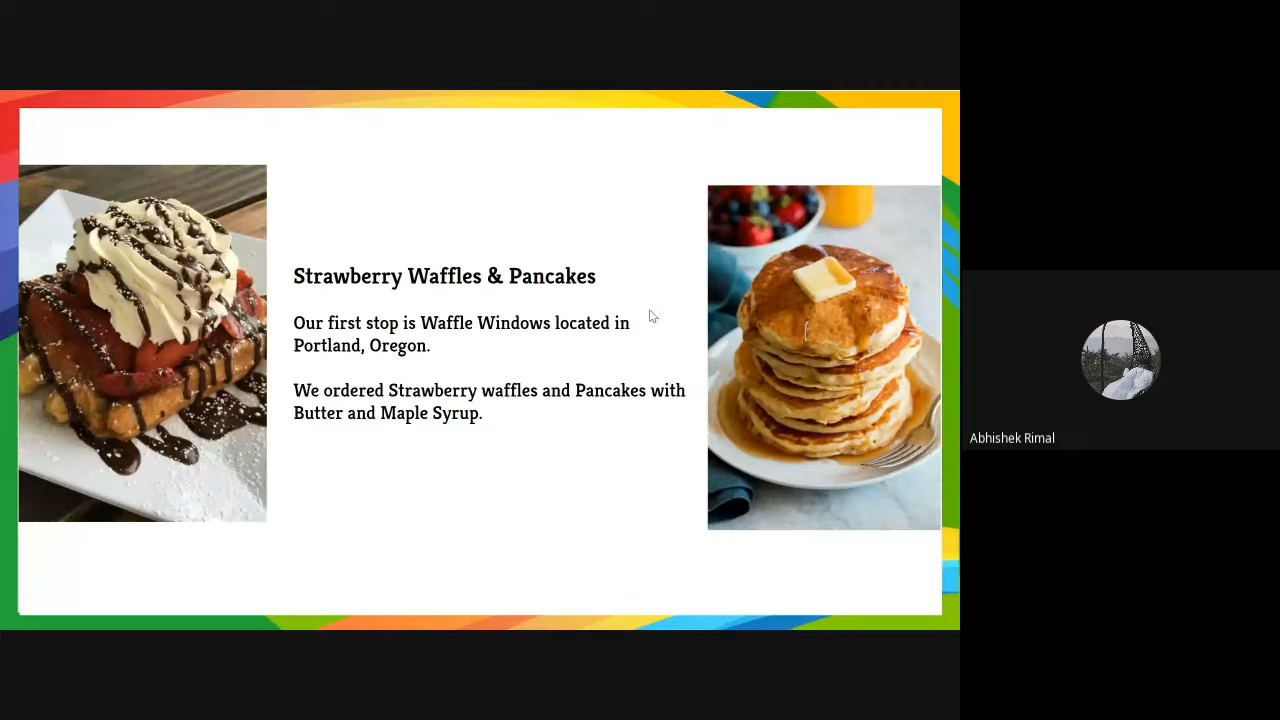 Strawberry Waffles & Pancakes
Our first stop is Waffle Windows located in
Portland, Oregon.
We ordered Strawberry waffles and Pancakes with
Butter and Maple Syrup.
Abhishek Rimal